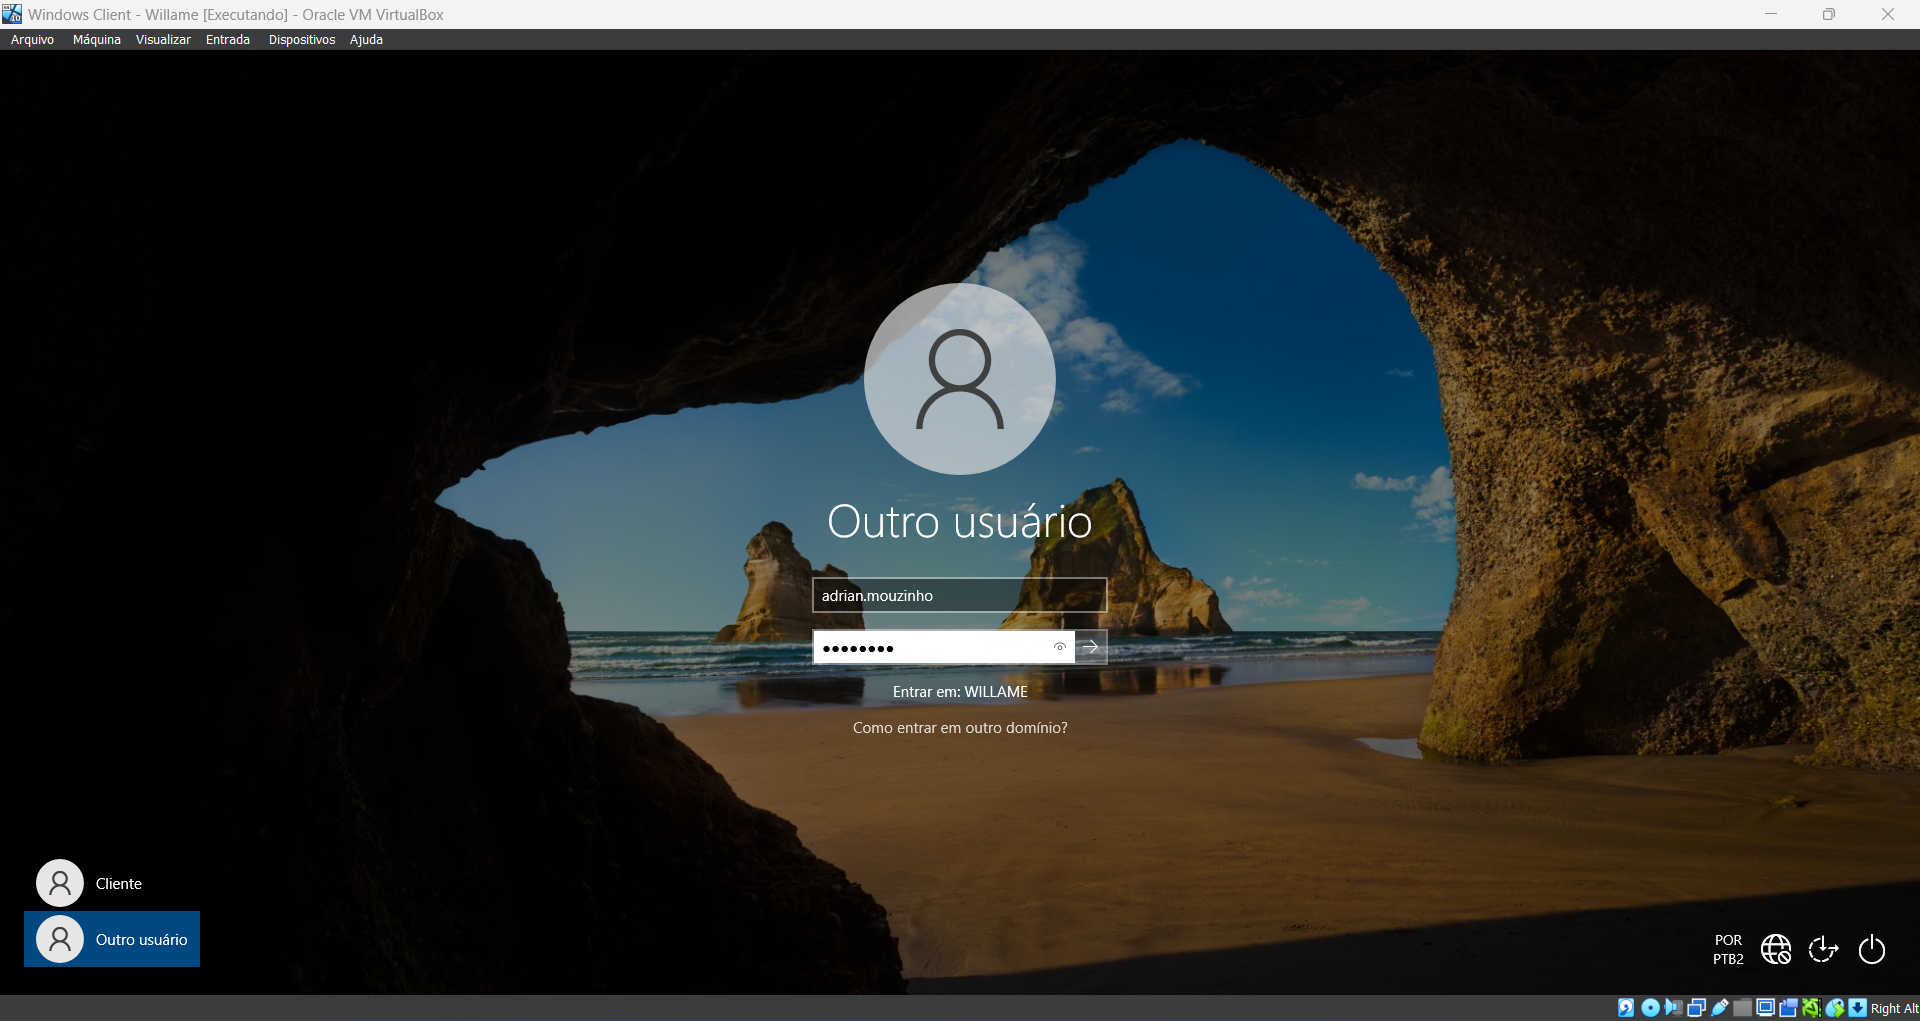 Windows Client - Willame [Executando] - Oracle VM VirtualBox
Arquivo Máquina Visualizar Entrada Dispositivos Ajuda
Outro usuário
adrian.mouzinho
Entrar em: WILLAME
Como entrar em outro domínio?
Cliente
Outro usuário
POR
PTB2
Right Alt